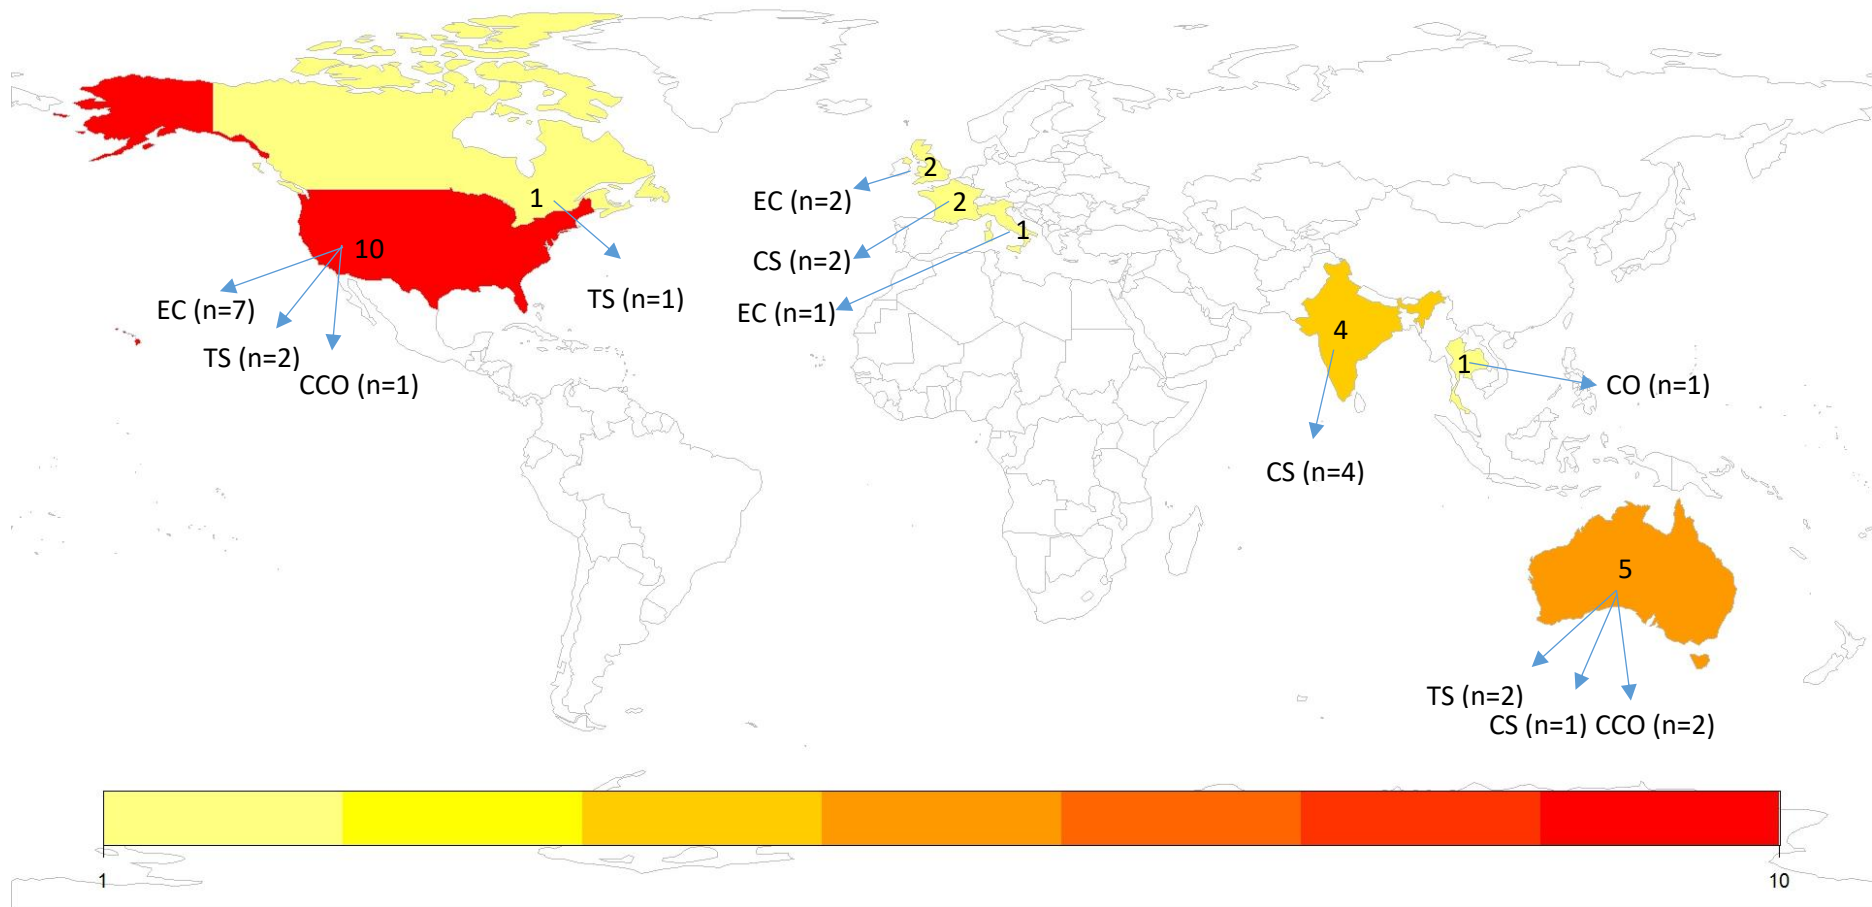 1
10
EC (n=7)
TS (n=2)
CCO (n=1)
TS (n=1)
2
EC (n=2)
2
CS (n=2)
1
EC (n=1)
4
CS (n=4)
1
CO (n=1)
5
TS (n=2)
CS (n=1) CCO (n=2)
1
10